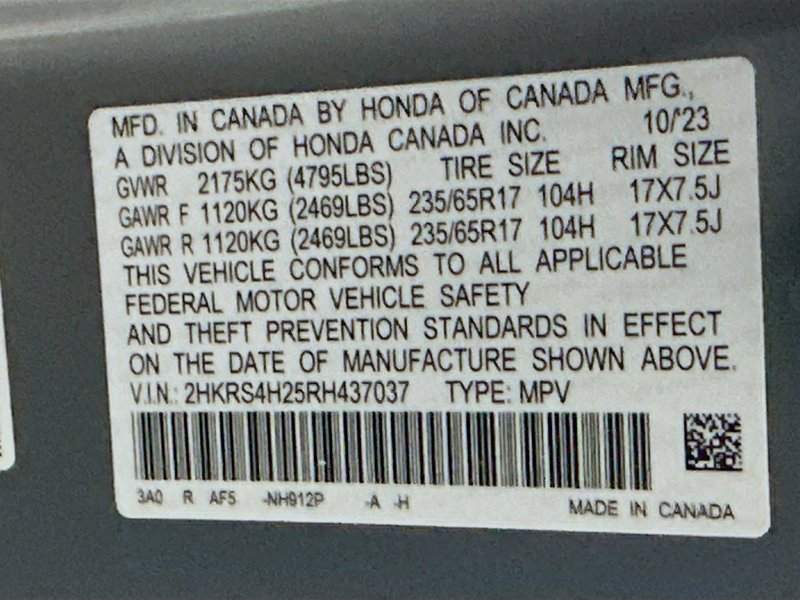 MFD. IN CANADA BY HONDA OF CANADA MFG.,
A DIVISION OF HONDA CANADA INC. 10/'23
GVWR 2175KG (4795LBS) TIRE SIZE RIM SIZE
GAWR F 1120KG (2469LBS) 235/65R17 104H 17X7.5J
GAWR R 1120KG (2469LBS) 235/65R17 104H 17X7.5J
THIS VEHICLE CONFORMS TO ALL APPLICABLE
FEDERAL MOTOR VEHICLE SAFETY
AND THEFT PREVENTION STANDARDS IN EFFECT
ON THE DATE OF MANUFACTURE SHOWN ABOVE.
V.I.N.: 2HKRS4H25RH437037 TYPE: MPV
3A0 R AF5 -NH912P -A -H MADE IN CANADA